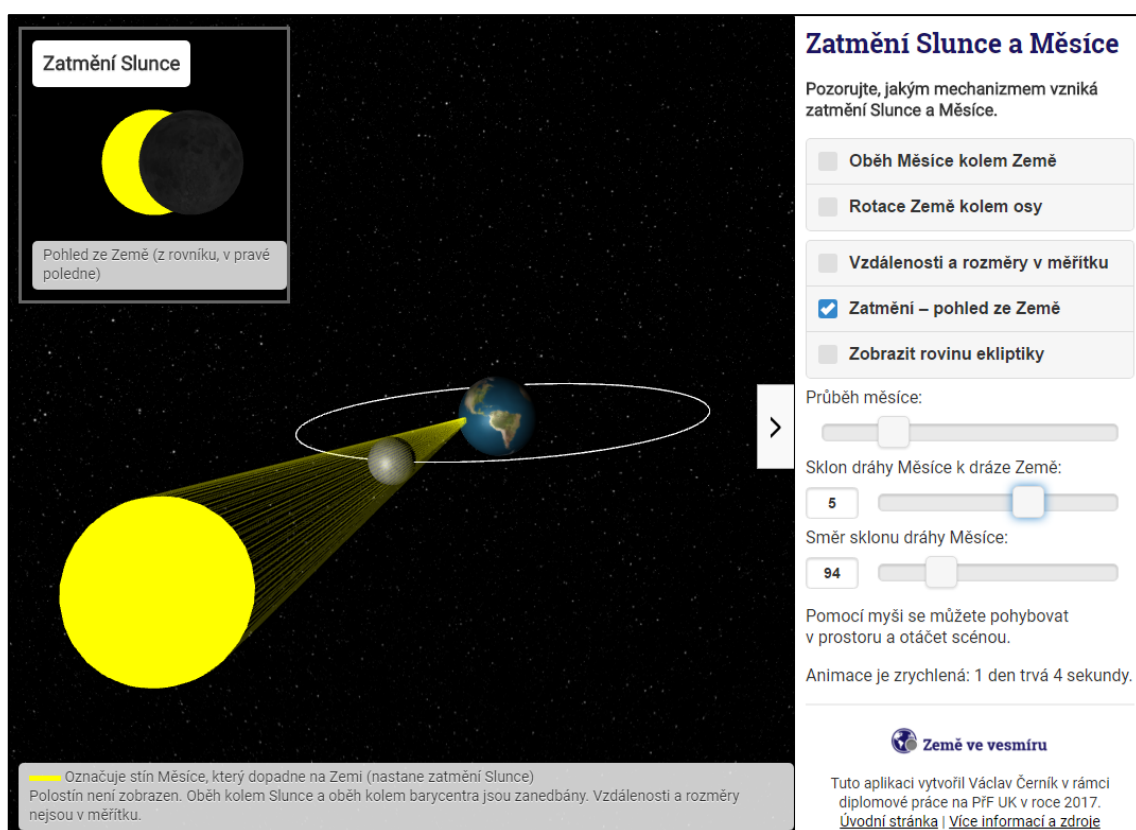 Zatmění Slunce
Pohled ze Země (z rovníku, v pravé
poledne)
Označuje stín Měsíce, který dopadne na Zemi (nastane zatmění Slunce)
Polostín není zobrazen. Oběh kolem Slunce a oběh kolem barycentra jsou zanedbány. Vzdálenosti a rozměry
nejsou v měřítku.
Zatmění Slunce a Měsíce
Pozorujte, jakým mechanizmem vzniká
zatmění Slunce a Měsíce.
Oběh Měsíce kolem Země
Rotace Země kolem osy
Vzdálenosti a rozměry v měřítku
Zatmění – pohled ze Země
Zobrazit rovinu ekliptiky
Průběh měsíce:
Sklon dráhy Měsíce k dráze Země:
5
Směr sklonu dráhy Měsíce:
94
Pomocí myši se můžete pohybovat
v prostoru a otáčet scénou.
Animace je zrychlená: 1 den trvá 4 sekundy.
Země ve vesmíru
Tuto aplikaci vytvořil Václav Černík v rámci
diplomové práce na PřF UK v roce 2017.
Úvodní stránka | Více informací a zdroje